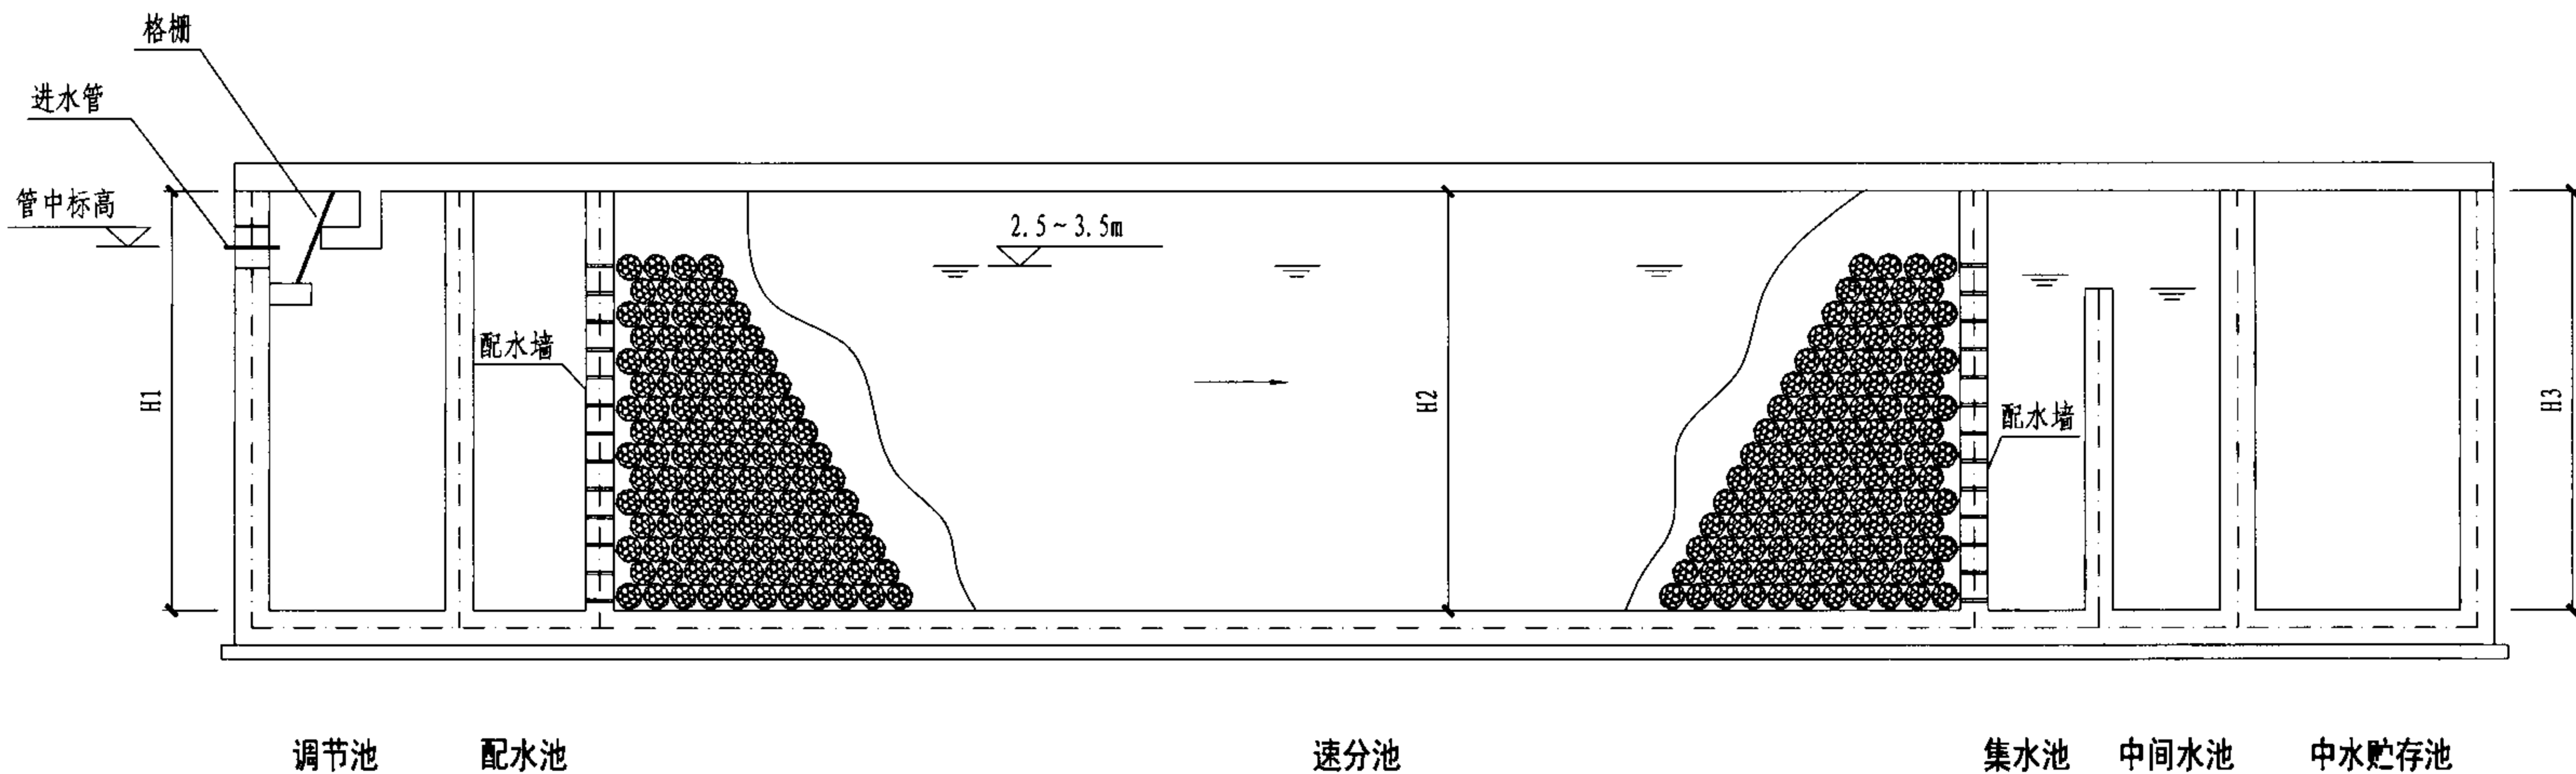 格栅
进水管
管中标高
2.5~3.5m
配水墙
H1
H2
配水墙
H3
调节池
配水池
速分池
集水池
中间水池
中水贮存池